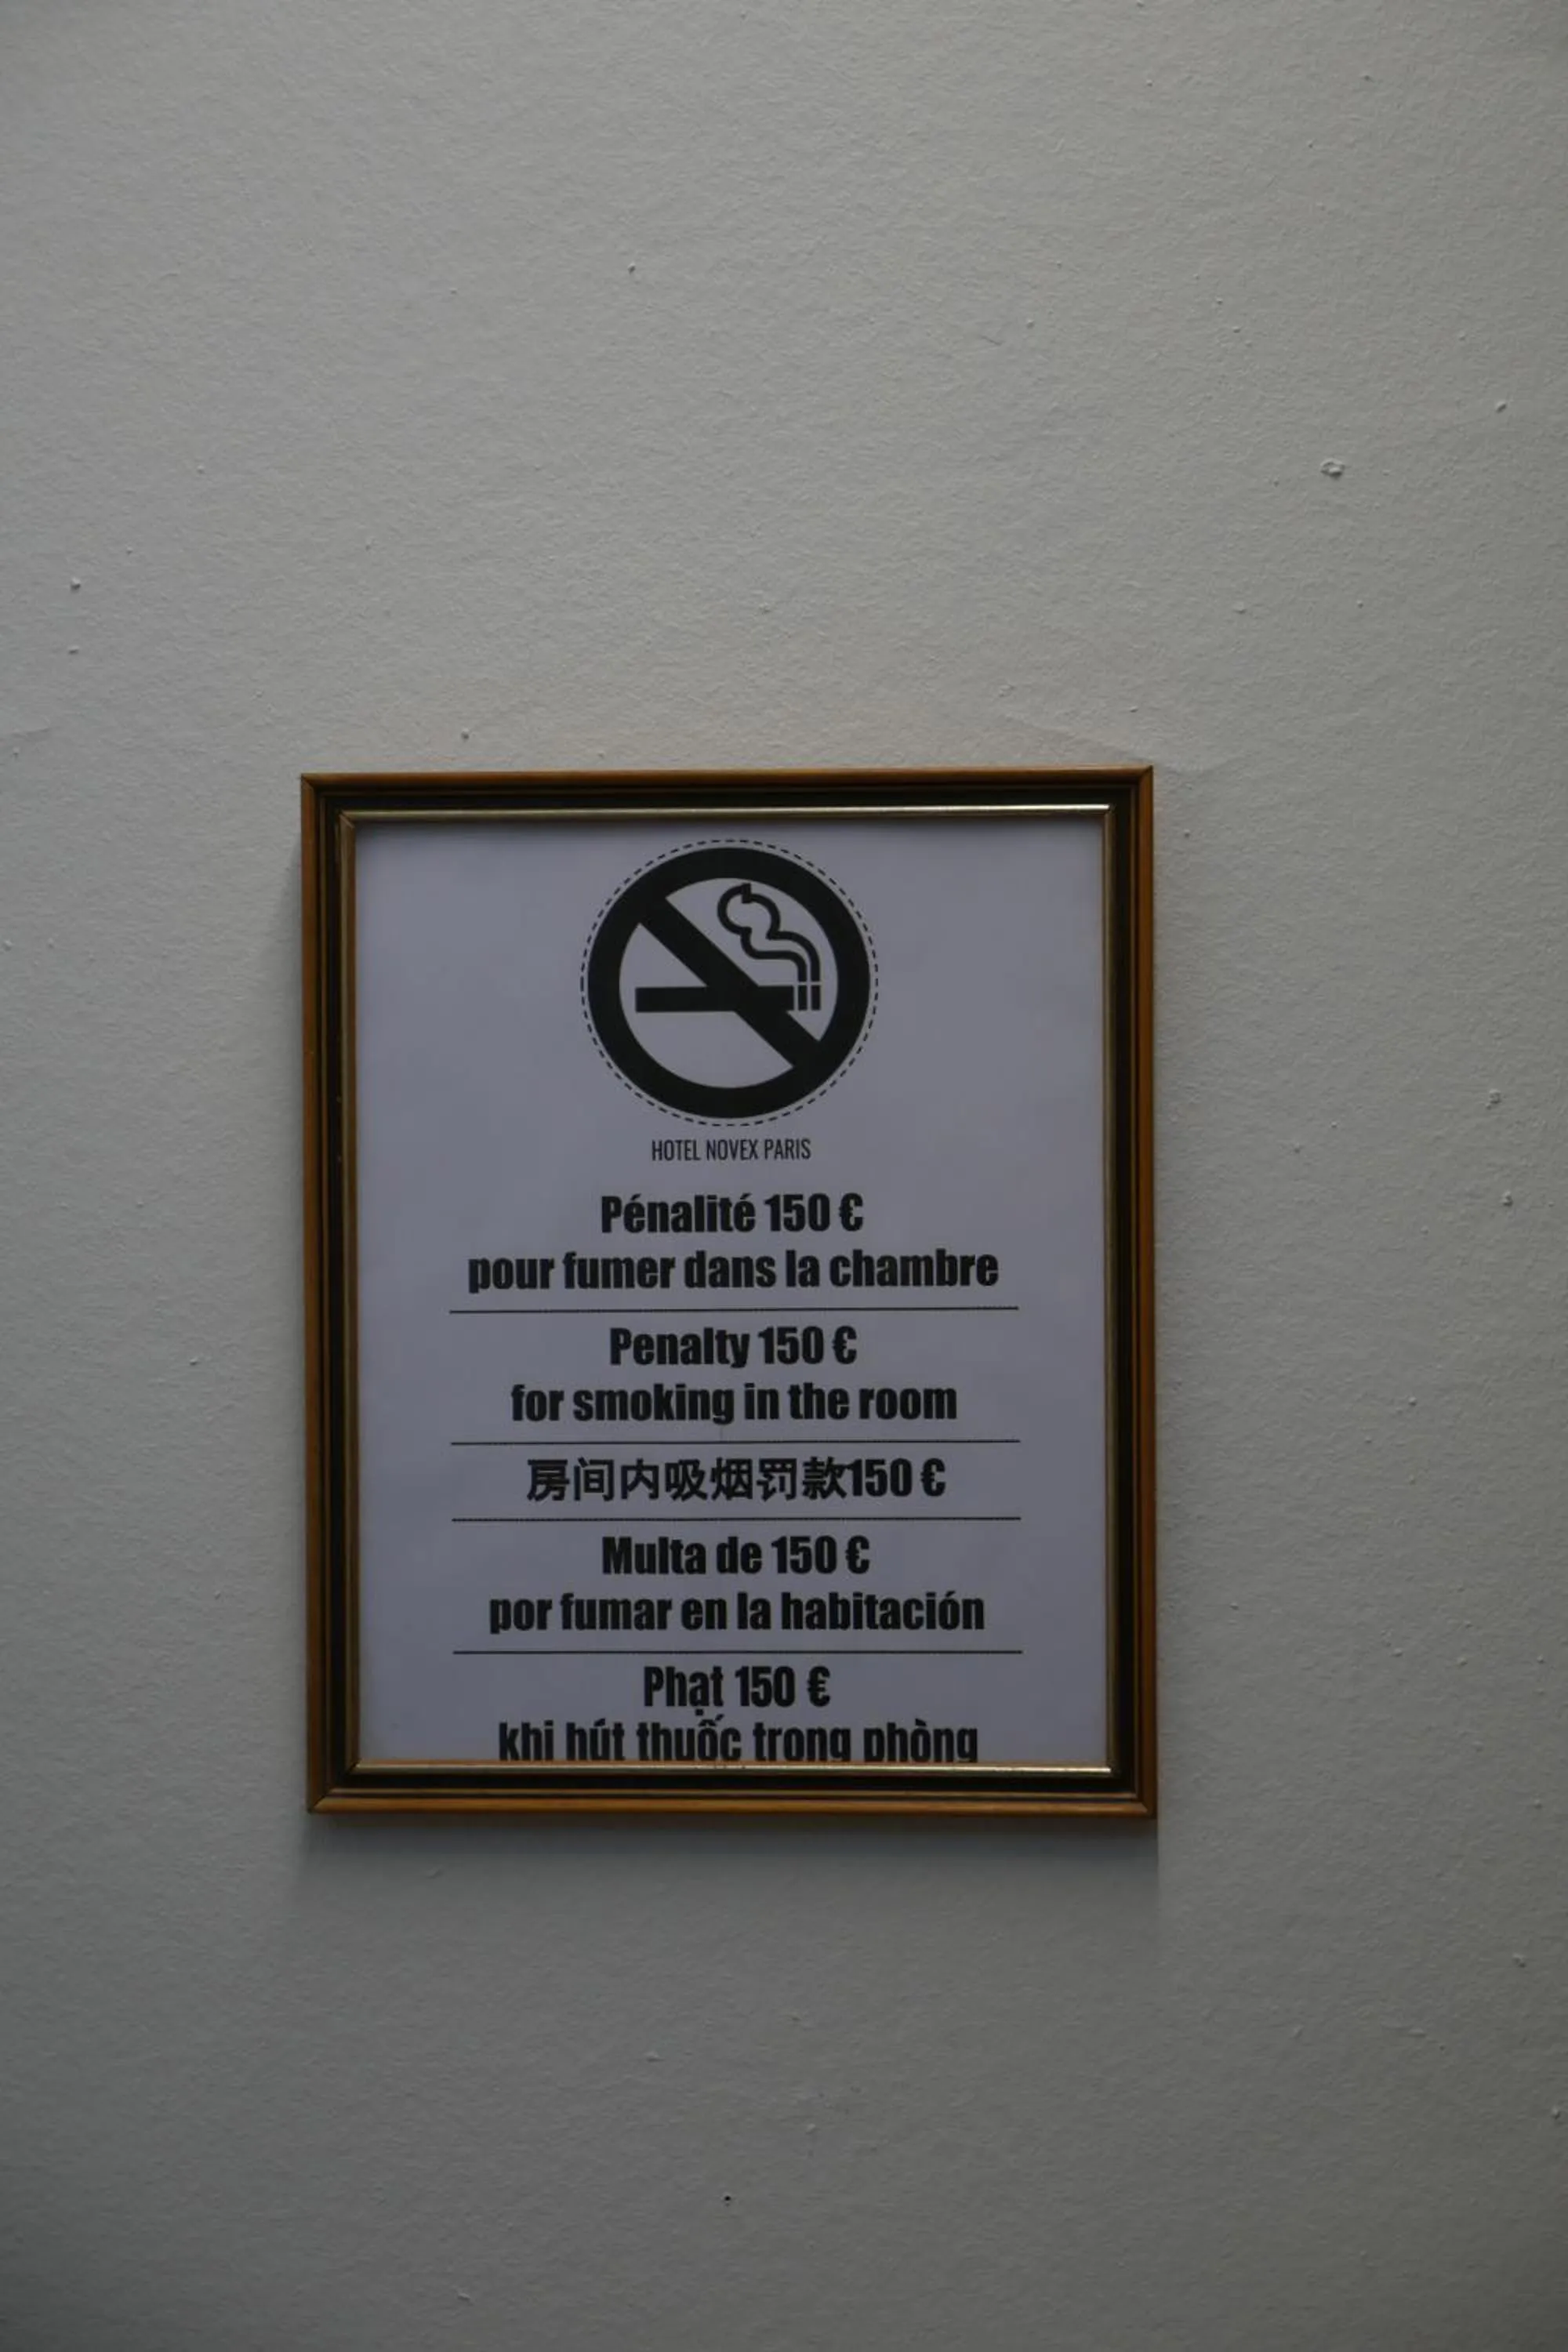 HOTEL NOVEX PARIS
Pénalité 150 €
pour fumer dans la chambre
Penalty 150 €
for smoking in the room
房间内吸烟罚款150 €
Multa de 150 €
por fumar en la habitación
Phạt 150 €
khi hút thuốc trong phòng